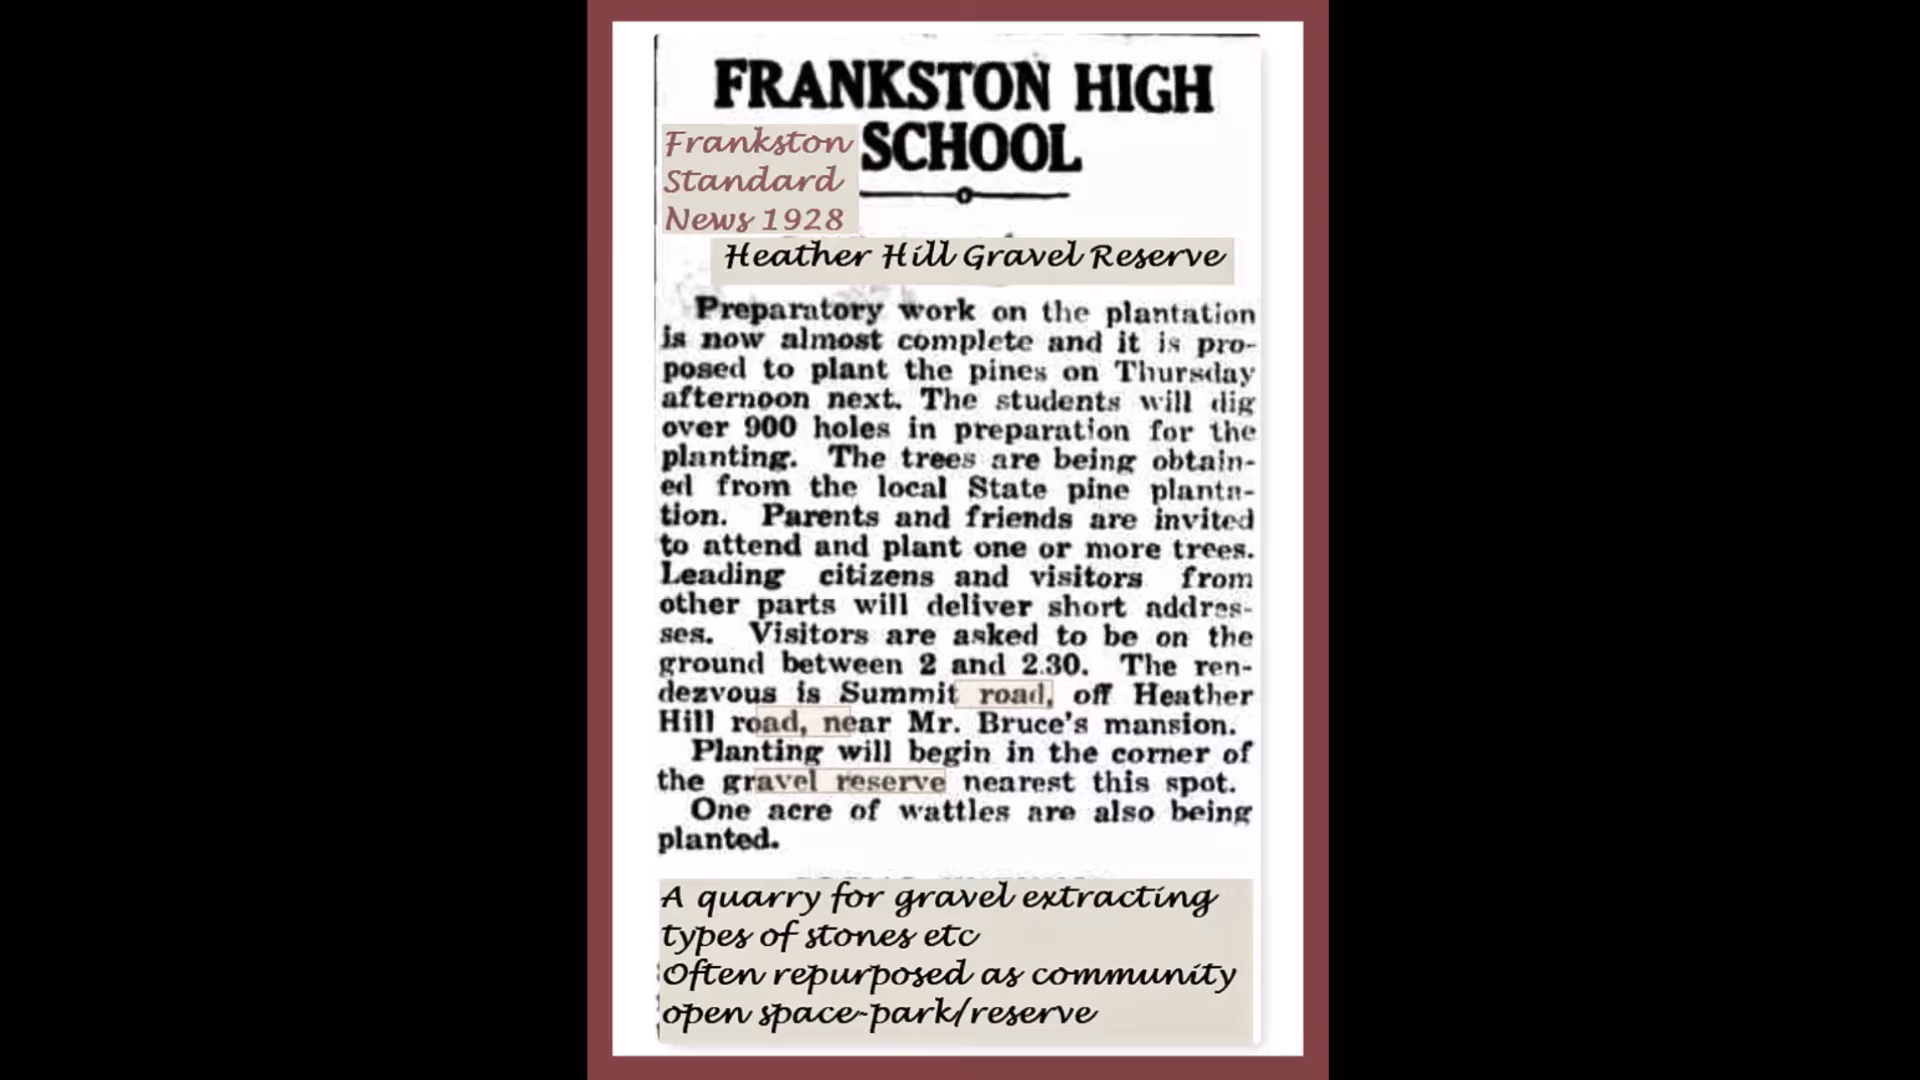 FRANKSTON HIGH
SCHOOL
Frankston
Standard
News 1928
Heather Hill Gravel Reserve
Preparatory work on the plantation
is now almost complete and it is pro-
posed to plant the pines on Thursday
afternoon next. The students will dig
over 900 holes in preparation for the
planting. The trees are being obtain-
ed from the local State pine planta-
tion. Parents and friends are invited
to attend and plant one or more trees.
Leading citizens and visitors from
other parts will deliver short addres-
ses. Visitors are asked to be on the
ground between 2 and 2.30. The ren-
dezvous is Summit road, off Heather
Hill road, near Mr. Bruce's mansion.
Planting will begin in the corner of
the gravel reserve nearest this spot.
One acre of wattles are also being
planted.
A quarry for gravel extracting
types of stones etc
Often repurposed as community
open space-park/reserve